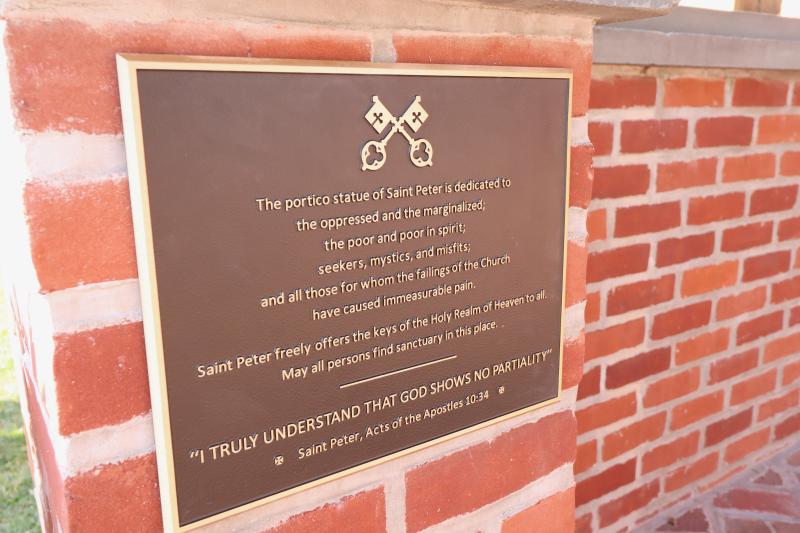 The portico statue of Saint Peter is dedicated to
the oppressed and the marginalized;
the poor and poor in spirit;
seekers, mystics, and misfits;
and all those for whom the failings of the Church
have caused immeasurable pain.
Saint Peter freely offers the keys of the Holy Realm of Heaven to all.
May all persons find sanctuary in this place.
"I TRULY UNDERSTAND THAT GOD SHOWS NO PARTIALITY"
Saint Peter, Acts of the Apostles 10:34